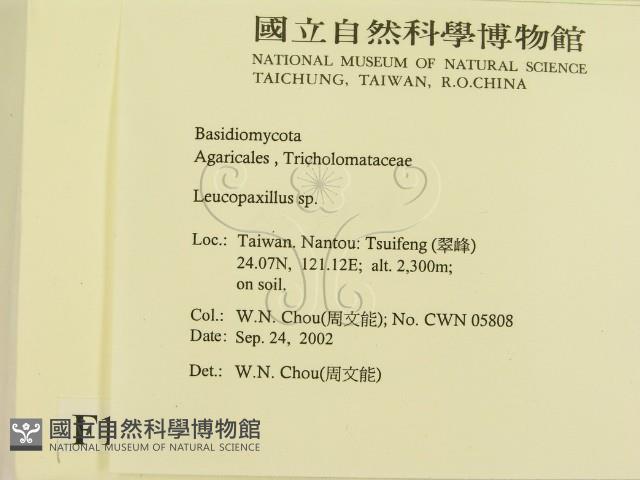 國立自然科學博物館
NATIONAL MUSEUM OF NATURAL SCIENCE
TAICHUNG, TAIWAN, R.O.CHINA
Basidiomycota
Agaricales , Tricholomataceae
Leucopaxillus sp.
Loc.: Taiwan. Nantou: Tsuifeng (翠峰)
24.07N, 121.12E; alt. 2,300m;
on soil.
Col.: W.N. Chou(周文能); No. CWN 05808
Date: Sep. 24, 2002
Det.: W.N. Chou(周文能)
國立自然科學博物館
NATIONAL MUSEUM OF NATURAL SCIENCE